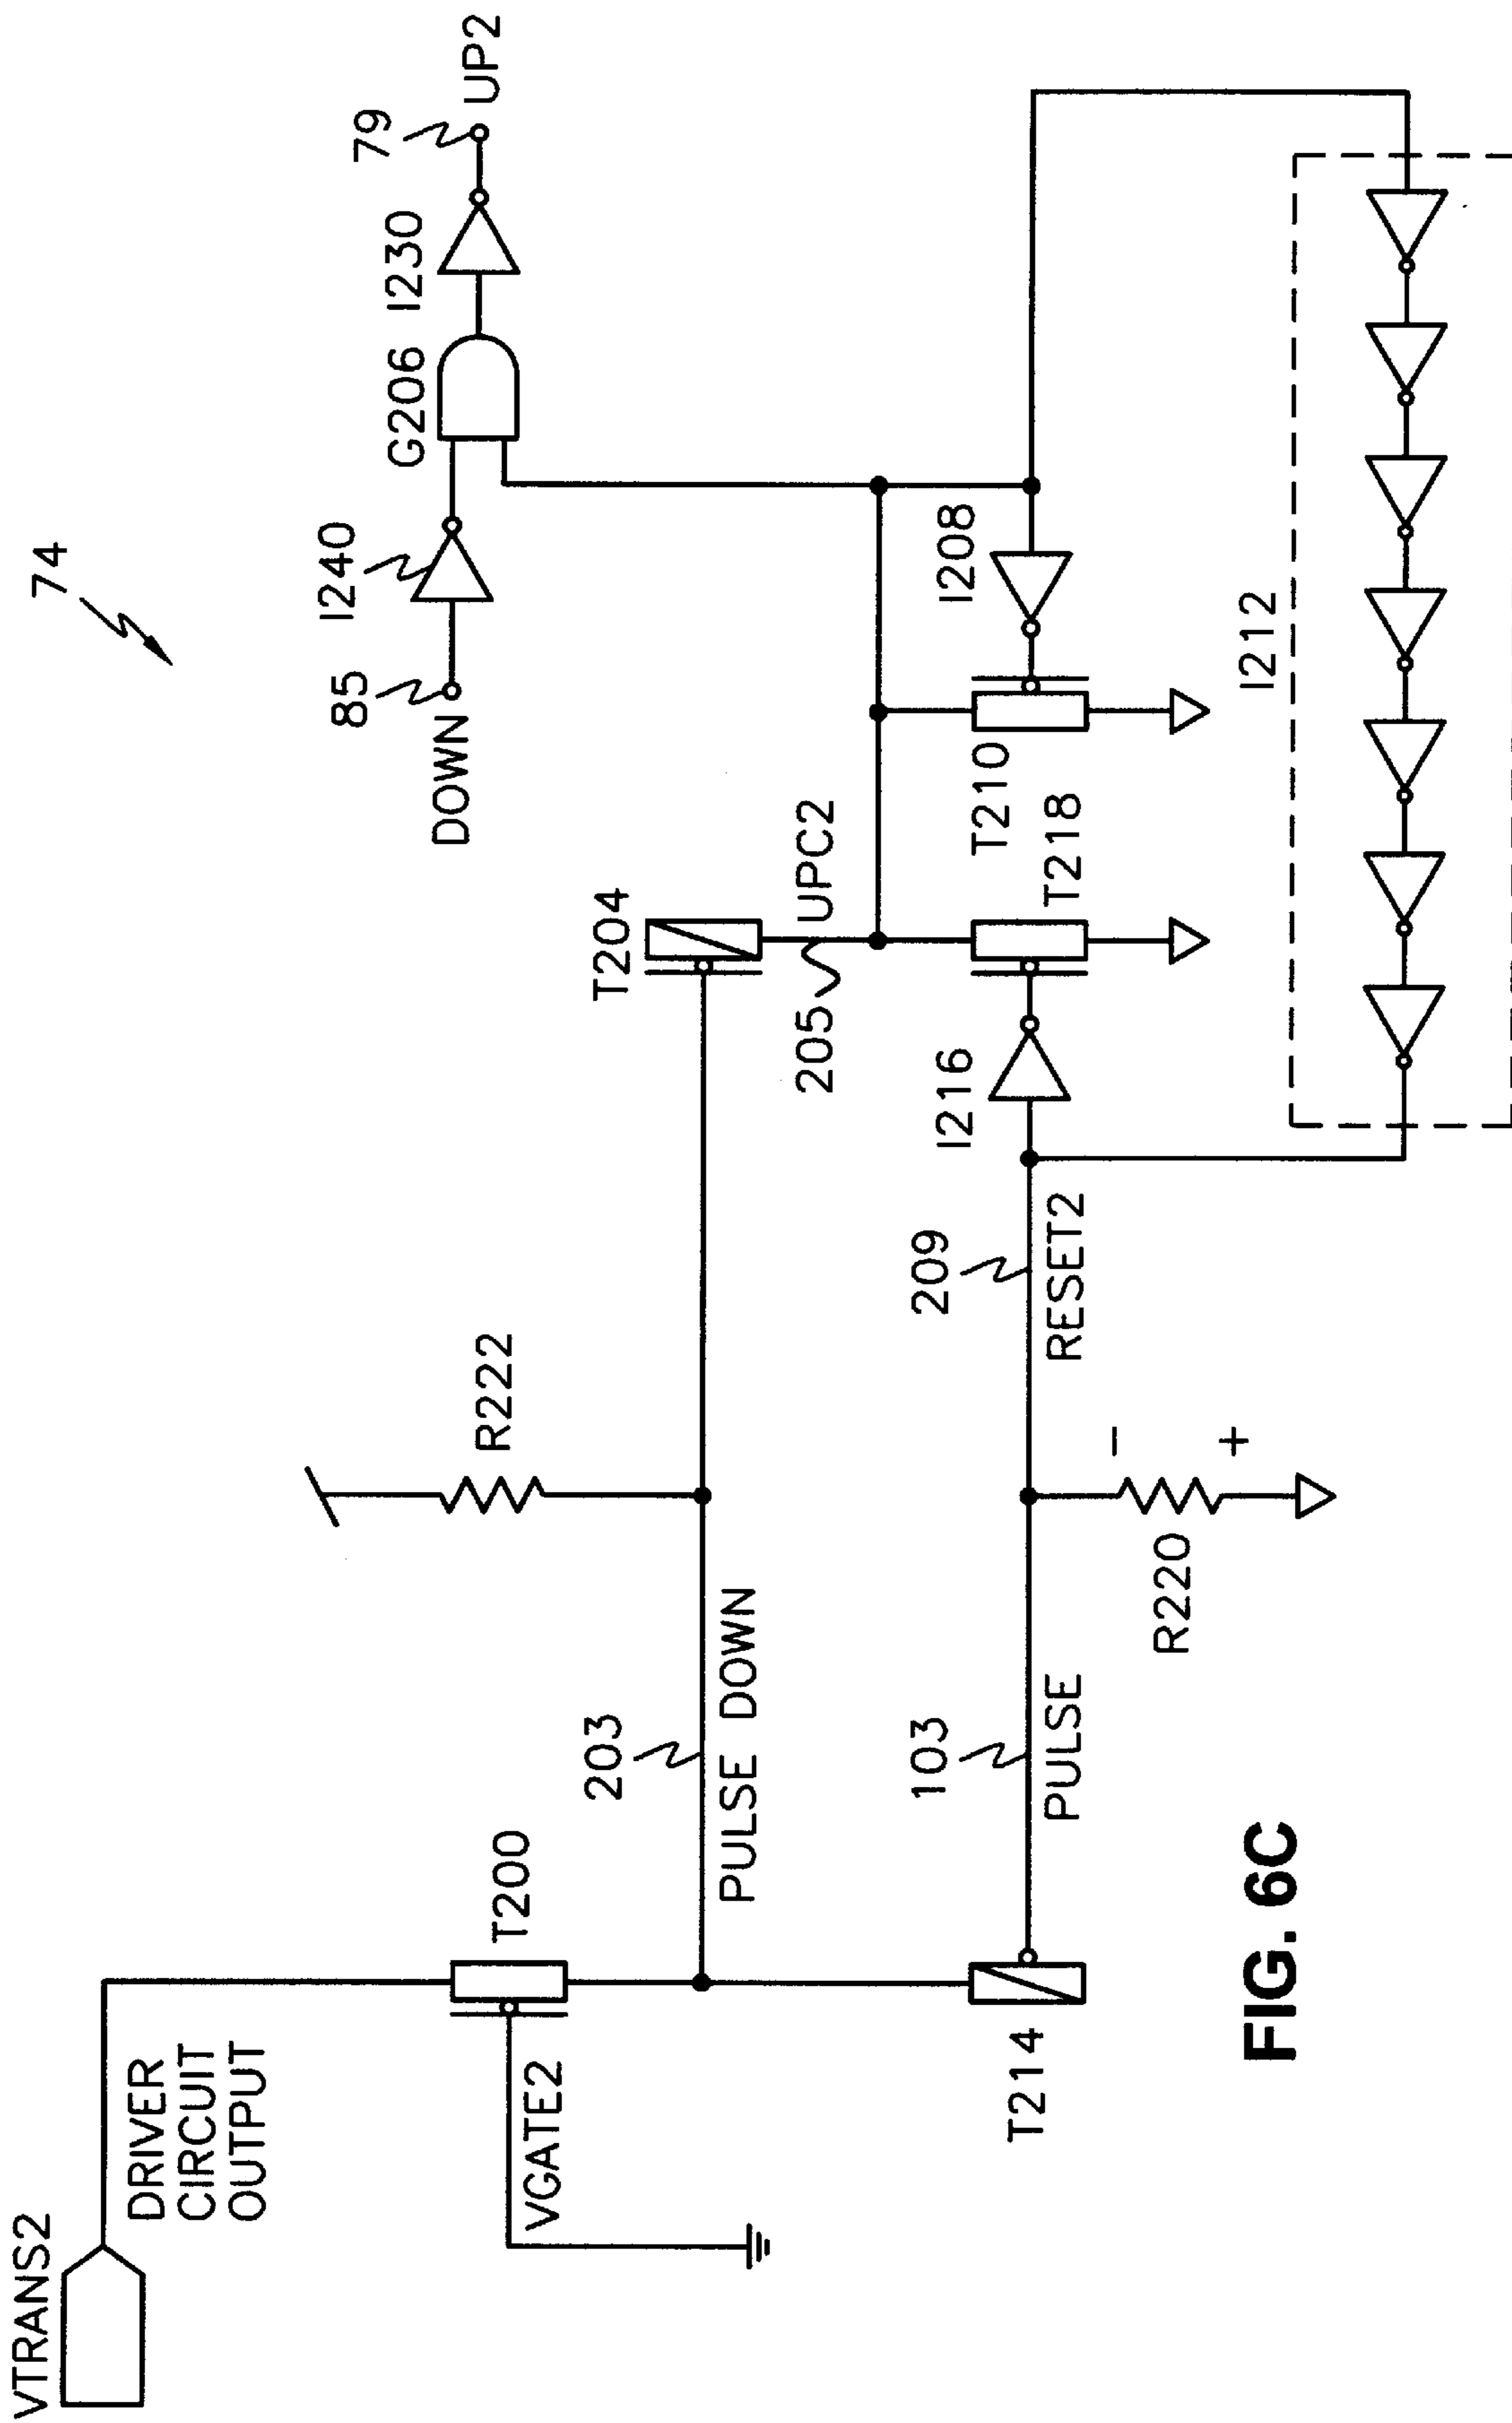 74
VTRANS2
DRIVER
CIRCUIT
OUTPUT
VGATE2
T200
203
PULSE DOWN
R222
T204
205
UPC2
DOWN
85
I240
G206
I230
79
UP2
T214
103
PULSE
R220
-
+
209
RESET2
I216
T218
T210
I208
I212
FIG. 6C